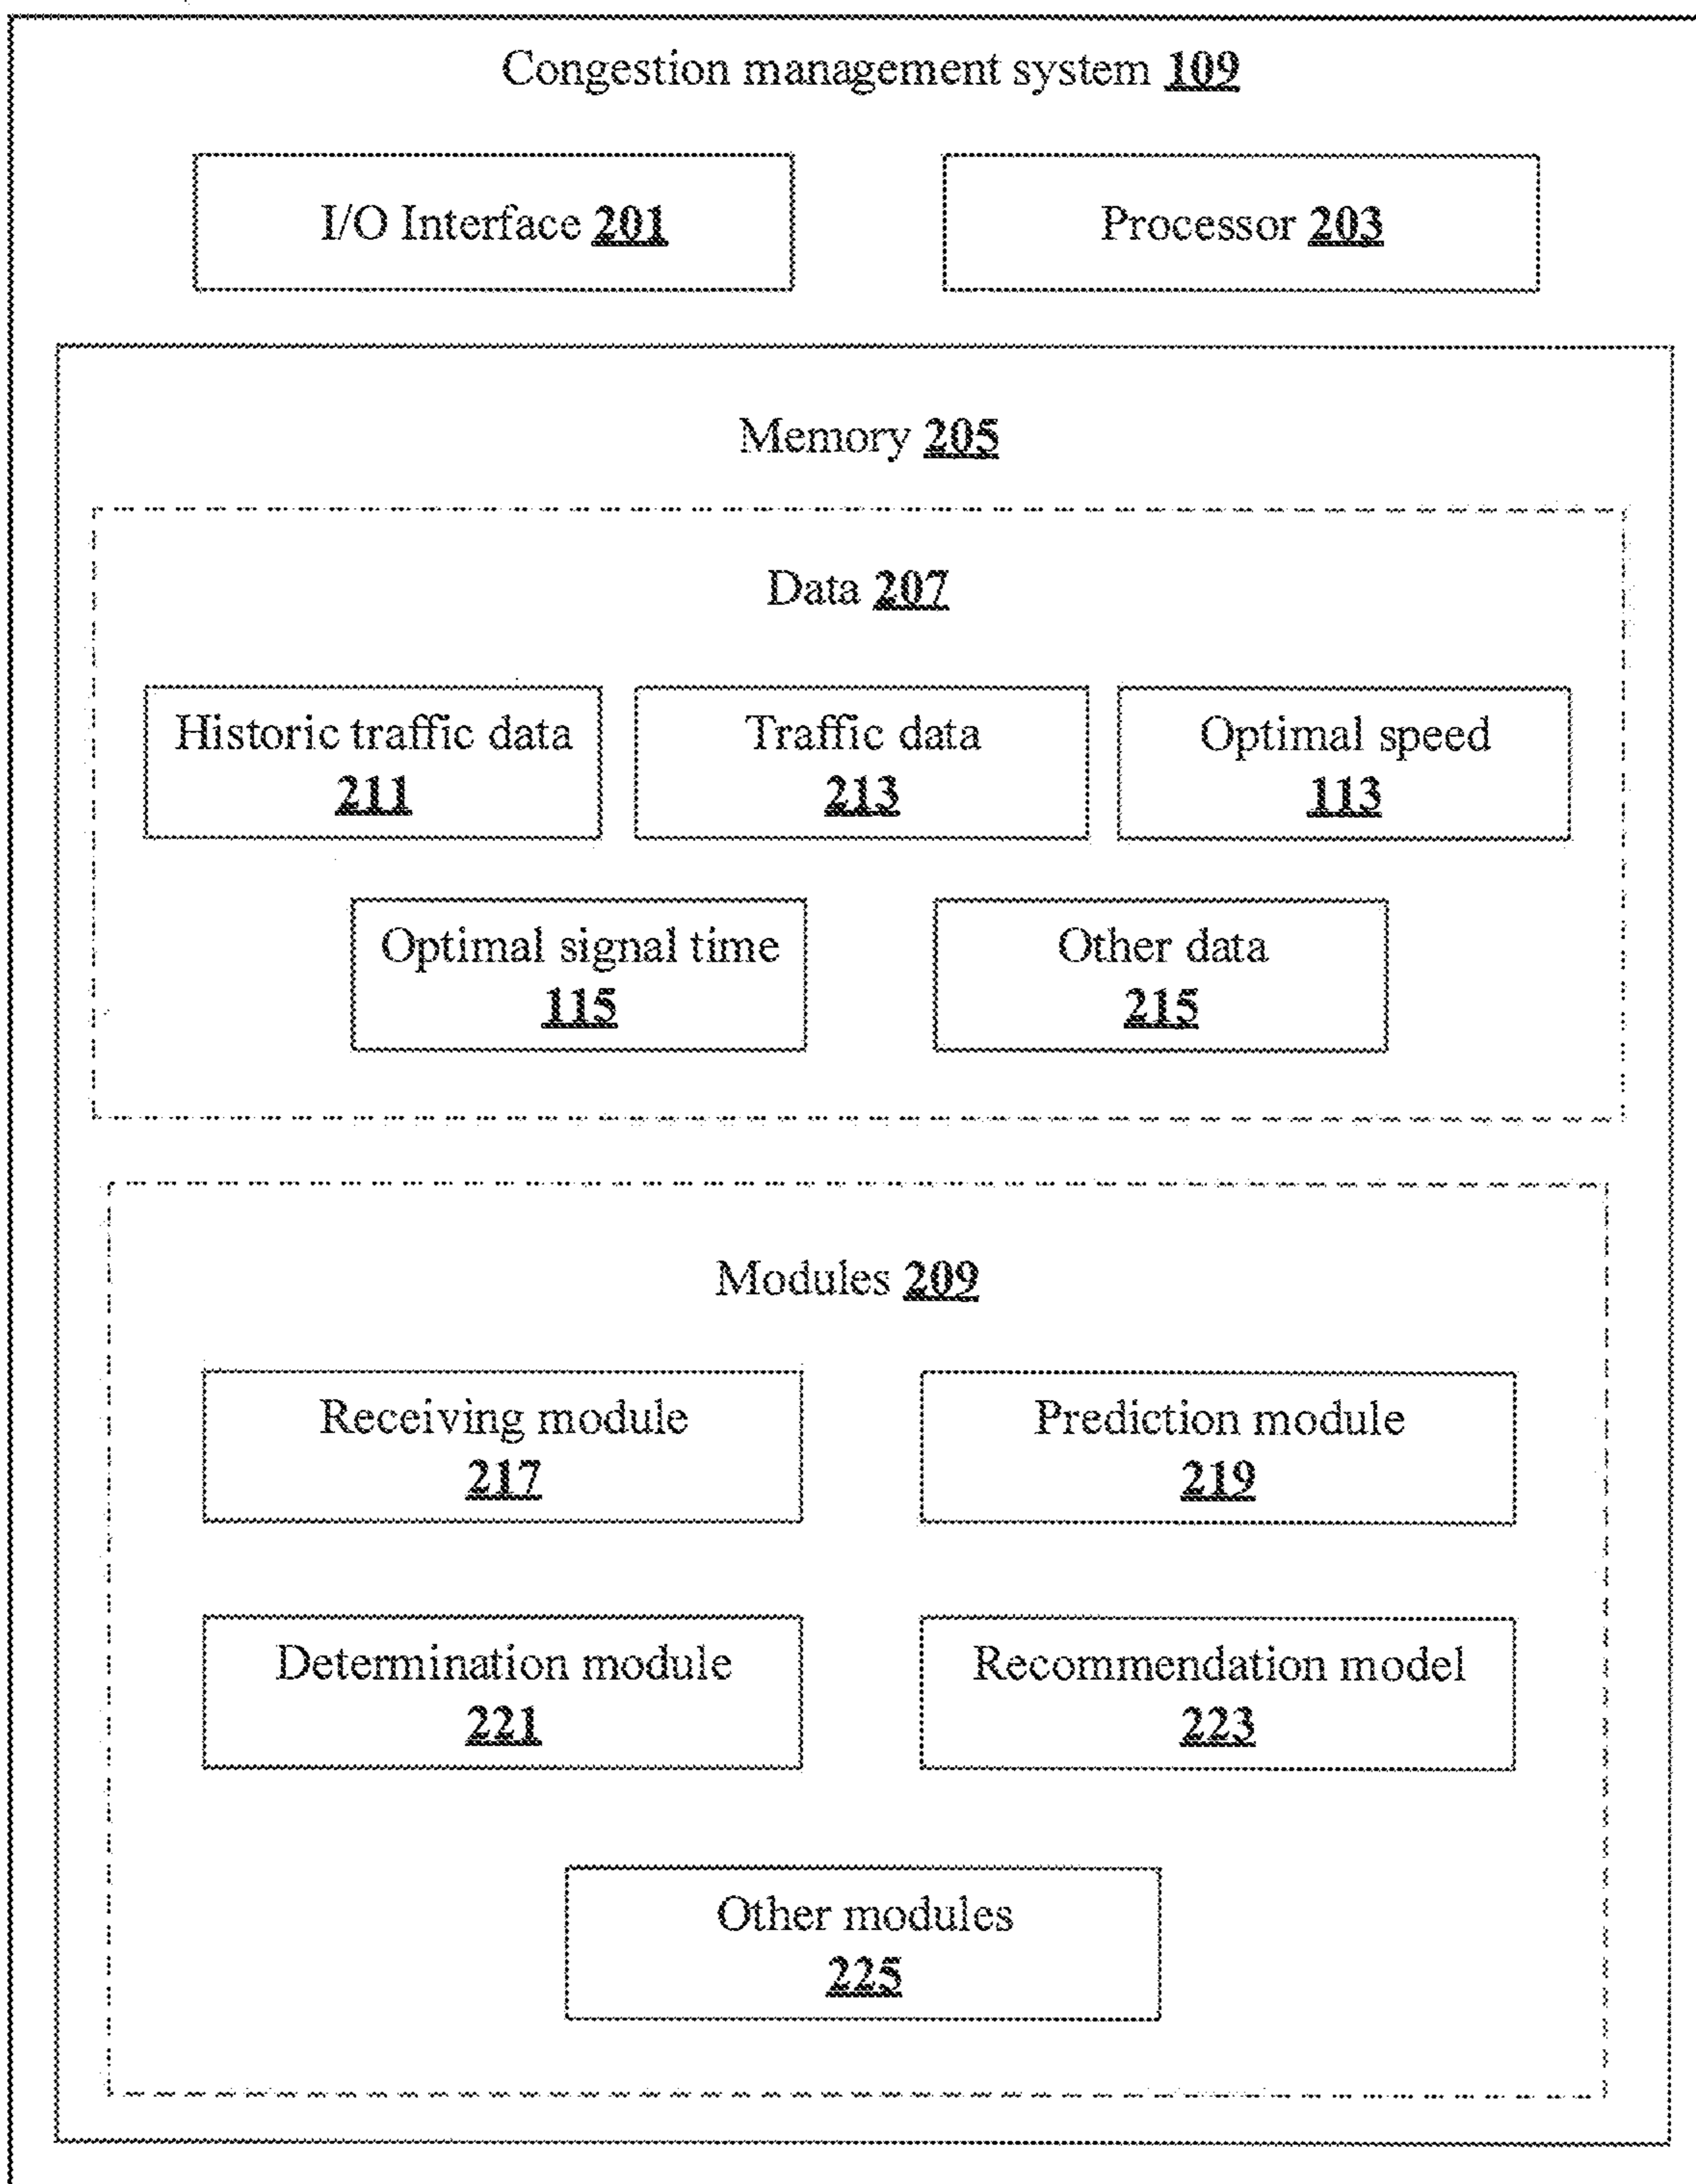 Congestion management system 109
I/O Interface 201
Processor 203
Memory 205
Data 207
Historic traffic data
211
Traffic data
213
Optimal speed
113
Optimal signal time
115
Other data
215
Modules 209
Receiving module
217
Prediction module
219
Determination module
221
Recommendation model
223
Other modules
225